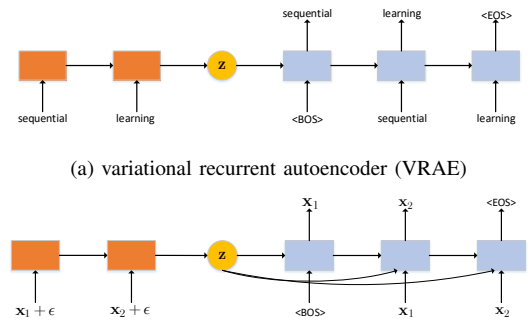 sequential learning <EOS>
z
sequential learning <BOS> sequential learning
(a) variational recurrent autoencoder (VRAE)
x₁ x₂ <EOS>
z
x₁ + ϵ x₂ + ϵ <BOS> x₁ x₂